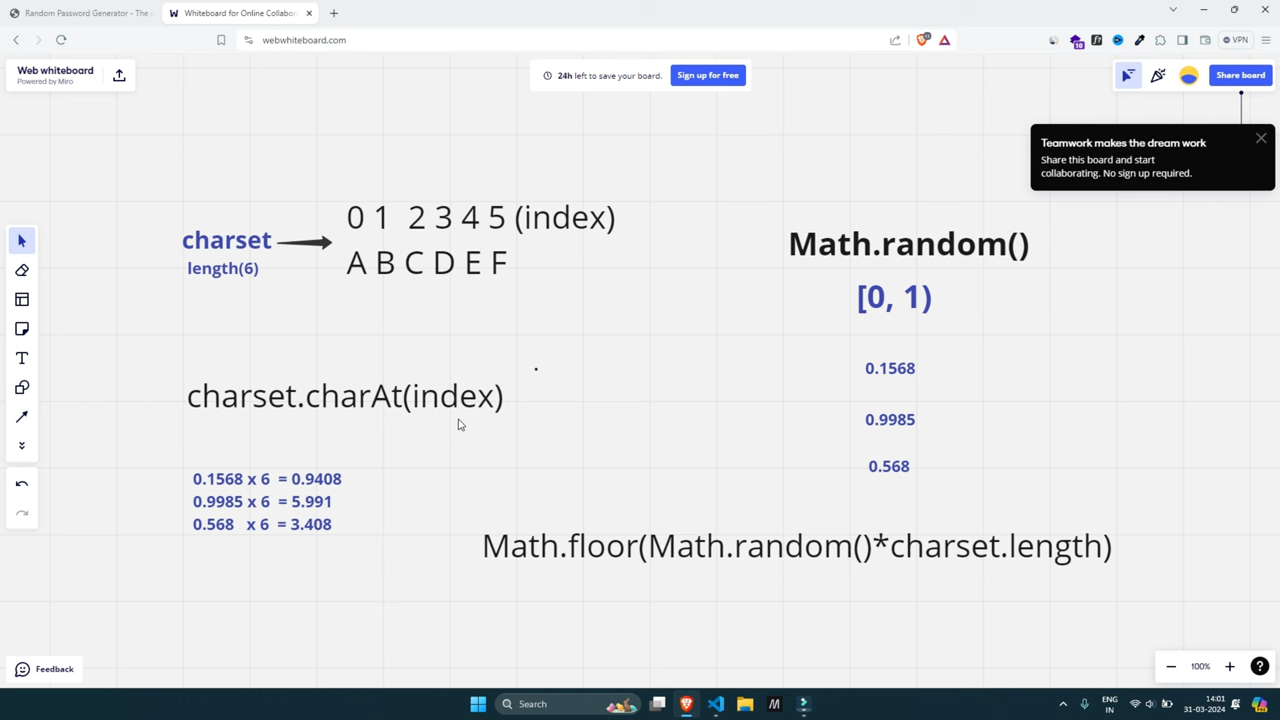 Random Password Generator - The
Whiteboard for Online Collabor
webwhiteboard.com
VPN
10
Web whiteboard
Powered by Miro
24h left to save your board.
Sign up for free
Share board
Teamwork makes the dream work
Share this board and start
collaborating. No sign up required.
0 1 2 3 4 5 (index)
charset
length(6)
A B C D E F
Math.random()
[0, 1)
0.1568
charset.charAt(index)
0.9985
0.568
0.1568 x 6 = 0.9408
0.9985 x 6 = 5.991
0.568 x 6 = 3.408
Math.floor(Math.random()*charset.length)
Feedback
100%
Search
ENG
IN
14:01
31-03-2024